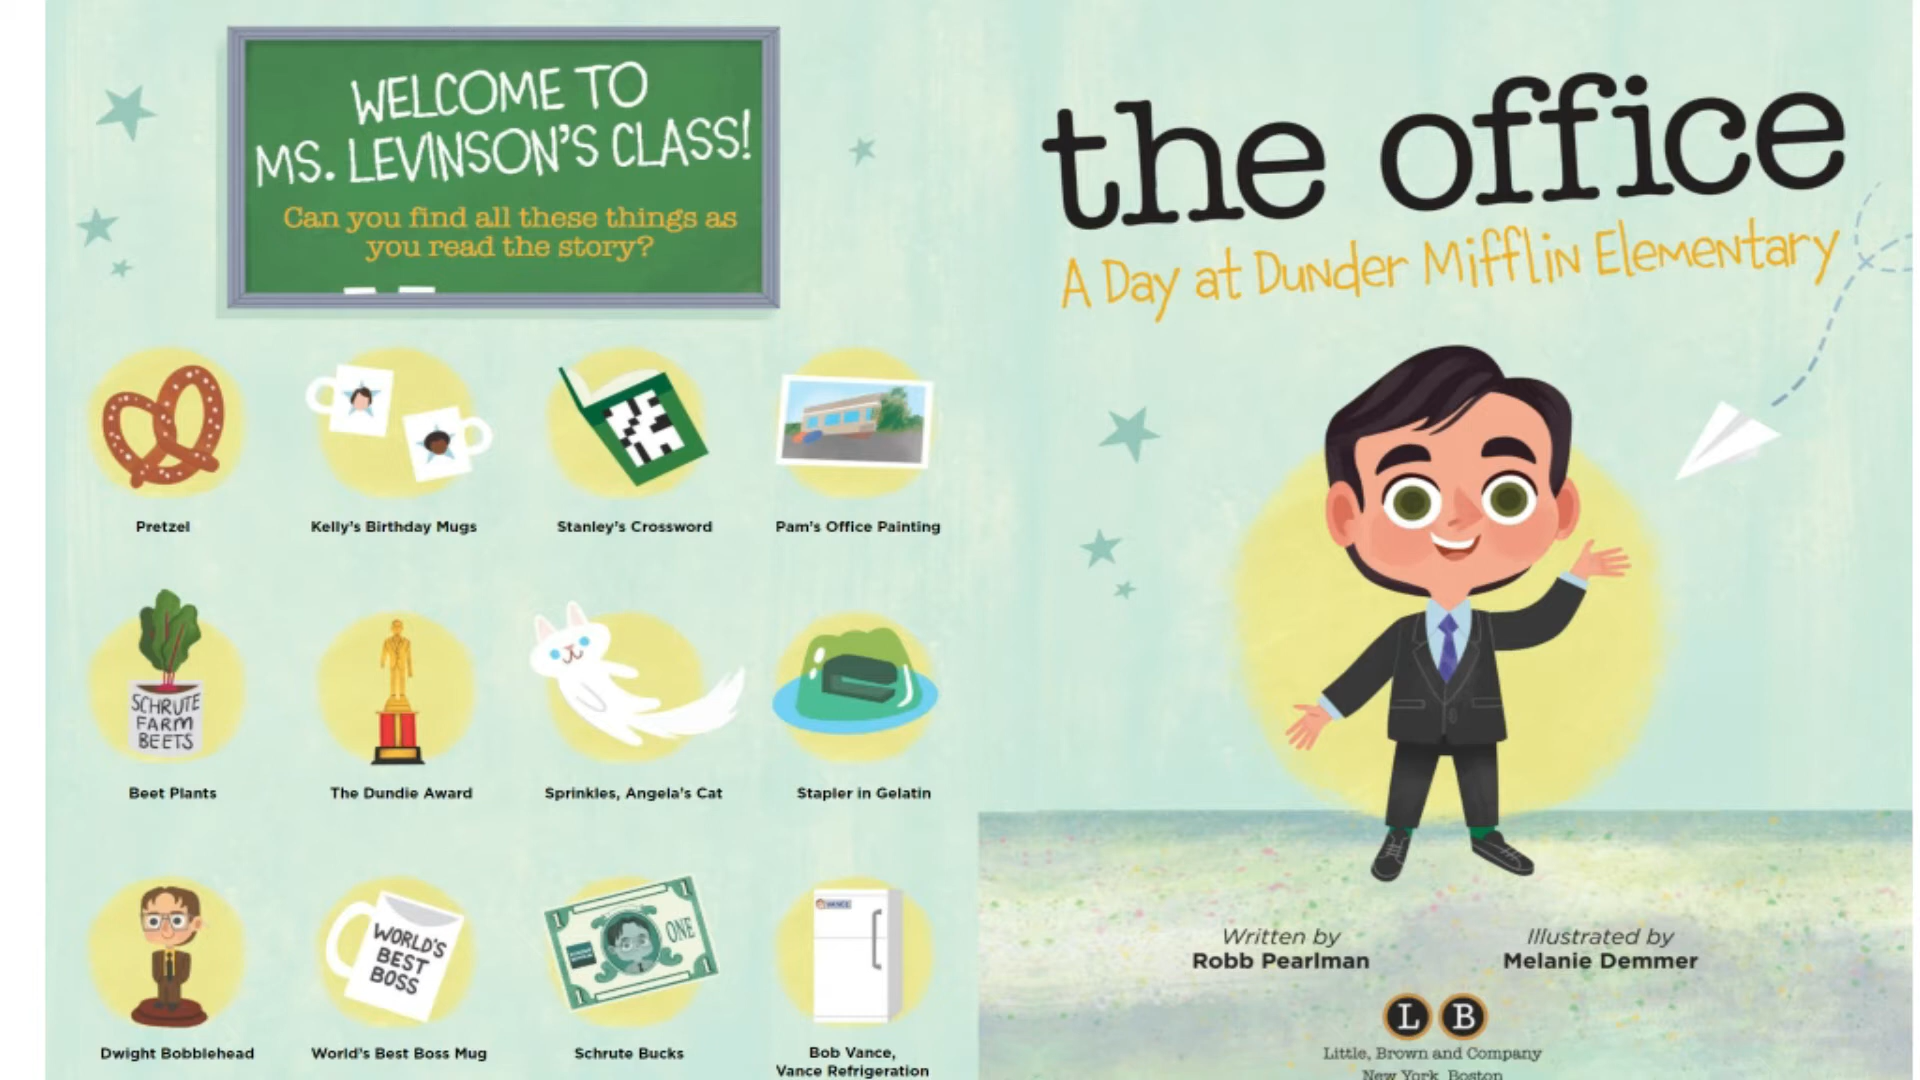 WELCOME TO
MS. LEVINSON'S CLASS!
Can you find all these things as
you read the story?
Pretzel
Kelly's Birthday Mugs
Stanley's Crossword
Pam's Office Painting
SCHRUTE
FARM
BEETS
Beet Plants
The Dundie Award
Sprinkles, Angela's Cat
Stapler in Gelatin
Dwight Bobblehead
WORLD'S
BEST
BOSS
World's Best Boss Mug
1
ONE
1
1
Schrute Bucks
VANCE
Bob Vance,
Vance Refrigeration
the office
A Day at Dunder Mifflin Elementary
Written by
Robb Pearlman
Illustrated by
Melanie Demmer
L B
Little, Brown and Company
New York Boston